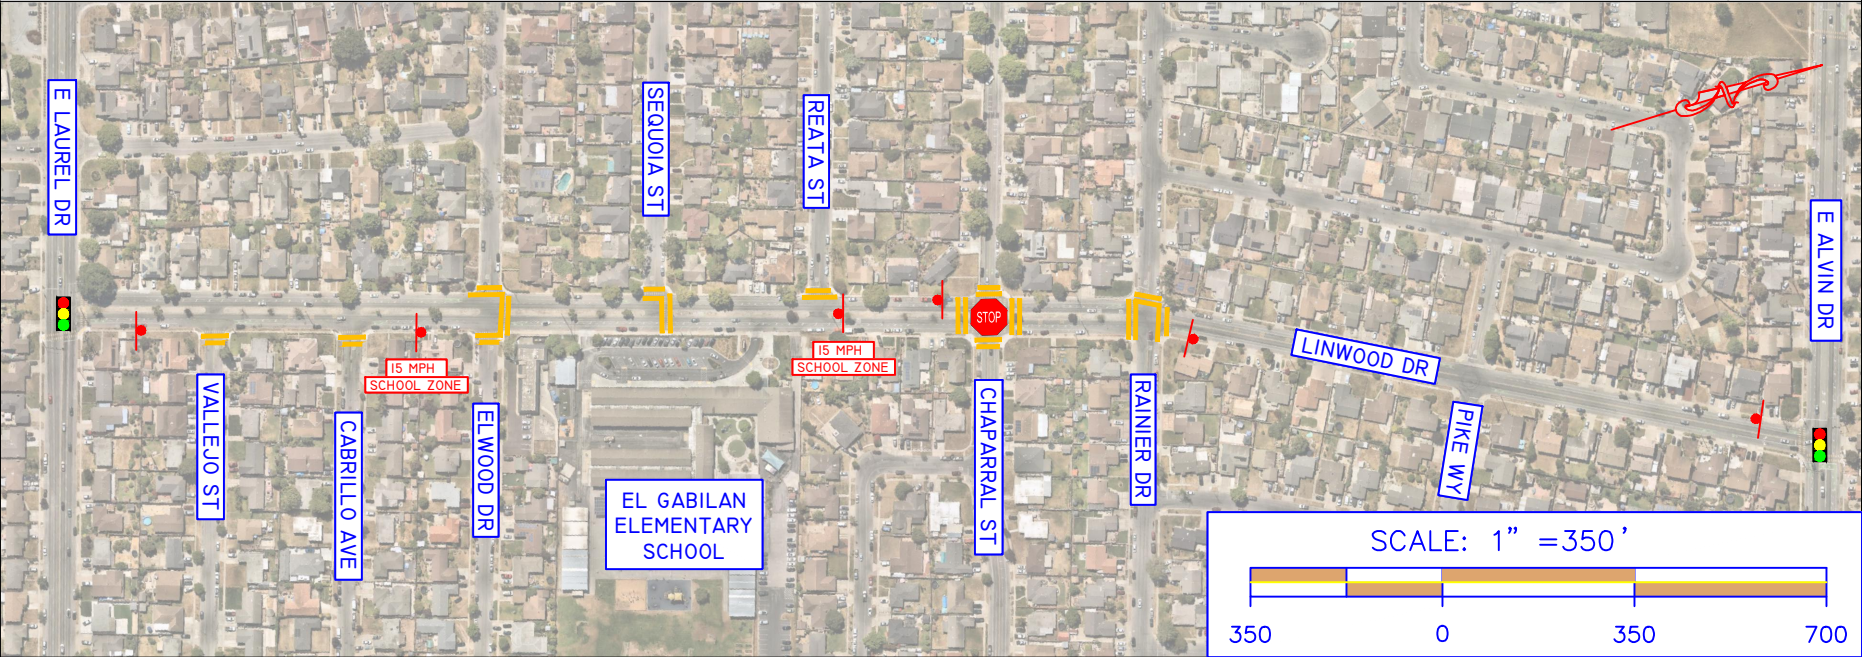 E LAUREL DR
SEQUOIA ST
REATA ST
E ALVIN DR
STOP
15 MPH
SCHOOL ZONE
15 MPH
SCHOOL ZONE
LINWOOD DR
VALLEJO ST
CABRILLO AVE
ELWOOD DR
CHAPARRAL ST
RAINIER DR
PIKE WY
EL GABILAN
ELEMENTARY
SCHOOL
SCALE: 1" =350'
350 0 350 700